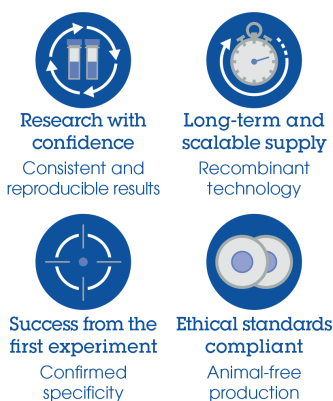 Research with
confidence
Consistent and
reproducible results
Long-term and
scalable supply
Recombinant
technology
Success from the
first experiment
Confirmed
specificity
Ethical standards
compliant
Animal-free
production